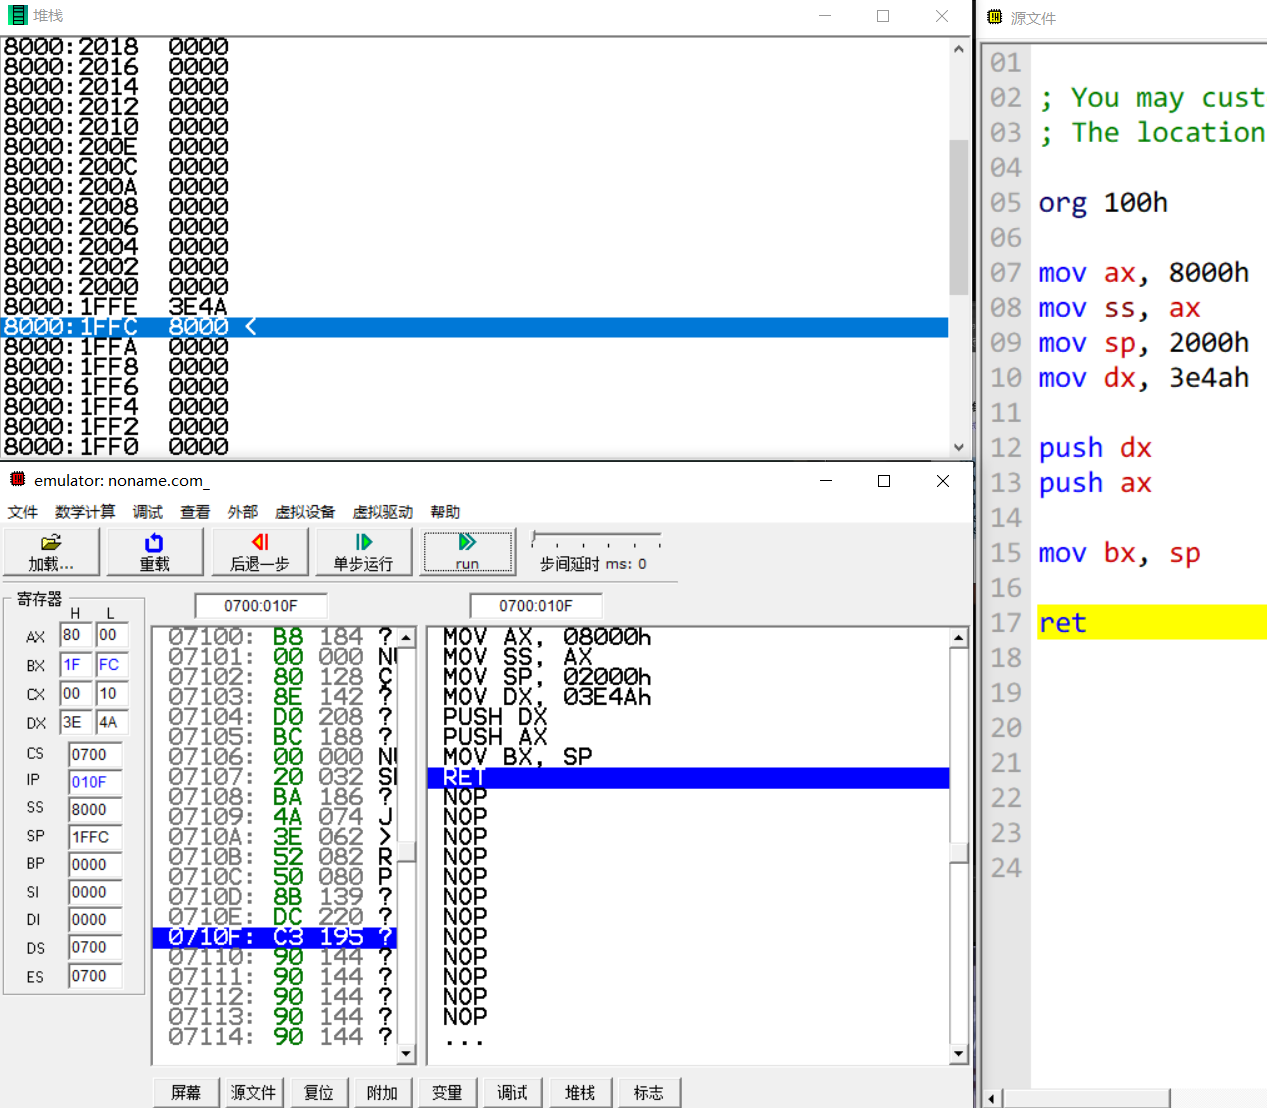 堆栈
8000:2018 0000
8000:2016 0000
8000:2014 0000
8000:2012 0000
8000:2010 0000
8000:200E 0000
8000:200C 0000
8000:200A 0000
8000:2008 0000
8000:2006 0000
8000:2004 0000
8000:2002 0000
8000:2000 0000
8000:1FFE 3E4A
8000:1FFC 8000 <
8000:1FFA 0000
8000:1FF8 0000
8000:1FF6 0000
8000:1FF4 0000
8000:1FF2 0000
8000:1FF0 0000
emulator: noname.com_
文件 数学计算 调试 查看 外部 虚拟设备 虚拟驱动 帮助
加载... 重载 后退一步 单步运行 run 步间延时 ms: 0
寄存器
H L
AX 80 00
BX 1F FC
CX 00 10
DX 3E 4A
CS 0700
IP 010F
SS 8000
SP 1FFC
BP 0000
SI 0000
DI 0000
DS 0700
ES 0700
0700:010F 0700:010F
07100: B8 184 ?
07101: 00 000 NU
07102: 80 128 Ç
07103: 8E 142 ?
07104: D0 208 ?
07105: BC 188 ?
07106: 00 000 NU
07107: 20 032 SP
07108: BA 186 ?
07109: 4A 074 J
0710A: 3E 062 >
0710B: 52 082 R
0710C: 50 080 P
0710D: 8B 139 ?
0710E: DC 220 ?
0710F: C3 195 ?
07110: 90 144 ?
07111: 90 144 ?
07112: 90 144 ?
07113: 90 144 ?
07114: 90 144 ?
MOV AX, 08000h
MOV SS, AX
MOV SP, 02000h
MOV DX, 03E4Ah
PUSH DX
PUSH AX
MOV BX, SP
RET
NOP
NOP
NOP
NOP
NOP
NOP
NOP
NOP
NOP
NOP
NOP
NOP
...
屏幕 源文件 复位 附加 变量 调试 堆栈 标志
源文件
01
02 ; You may cust
03 ; The location
04
05 org 100h
06
07 mov ax, 8000h
08 mov ss, ax
09 mov sp, 2000h
10 mov dx, 3e4ah
11
12 push dx
13 push ax
14
15 mov bx, sp
16
17 ret
18
19
20
21
22
23
24